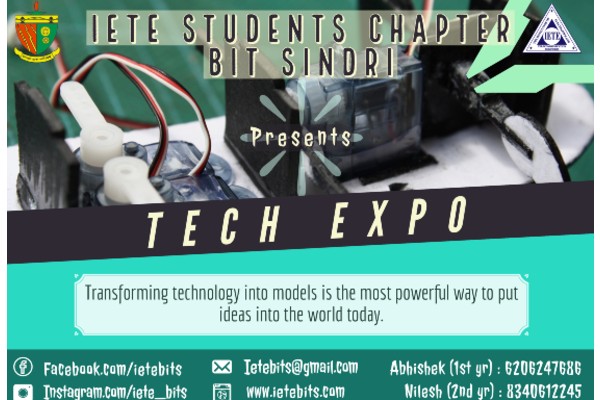 IETE STUDENTS CHAPTER
BIT SINDRI
IETE
Presents
TECH EXPO
Transforming technology into models is the most powerful way to put
ideas into the world today.
Facebook.com/ietebits
Ietebits@gmail.com
Abhishek (1st yr) : 6206247686
Instagram.com/iete_bits
www.ietebits.com
Nilesh (2nd yr) : 8340612245